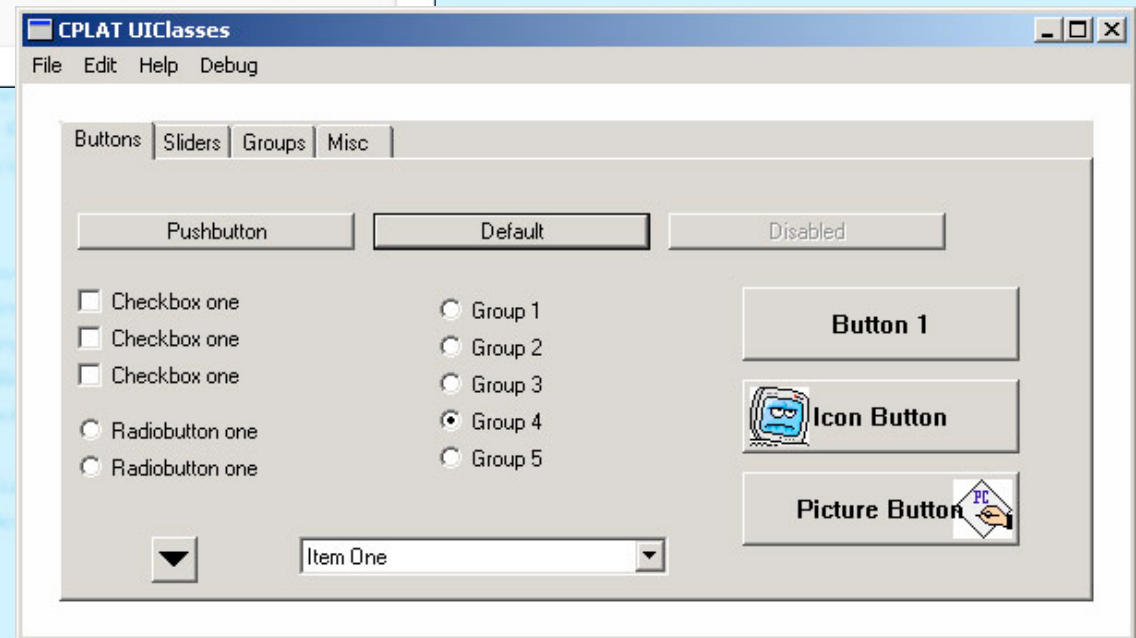 CPLAT UIClasses
File Edit Help Debug
Buttons Sliders Groups Misc
Pushbutton Default Disabled
Checkbox one
Checkbox one
Checkbox one
Radiobutton one
Radiobutton one
Group 1
Group 2
Group 3
Group 4
Group 5
Button 1
Icon Button
Picture Button PC
Item One